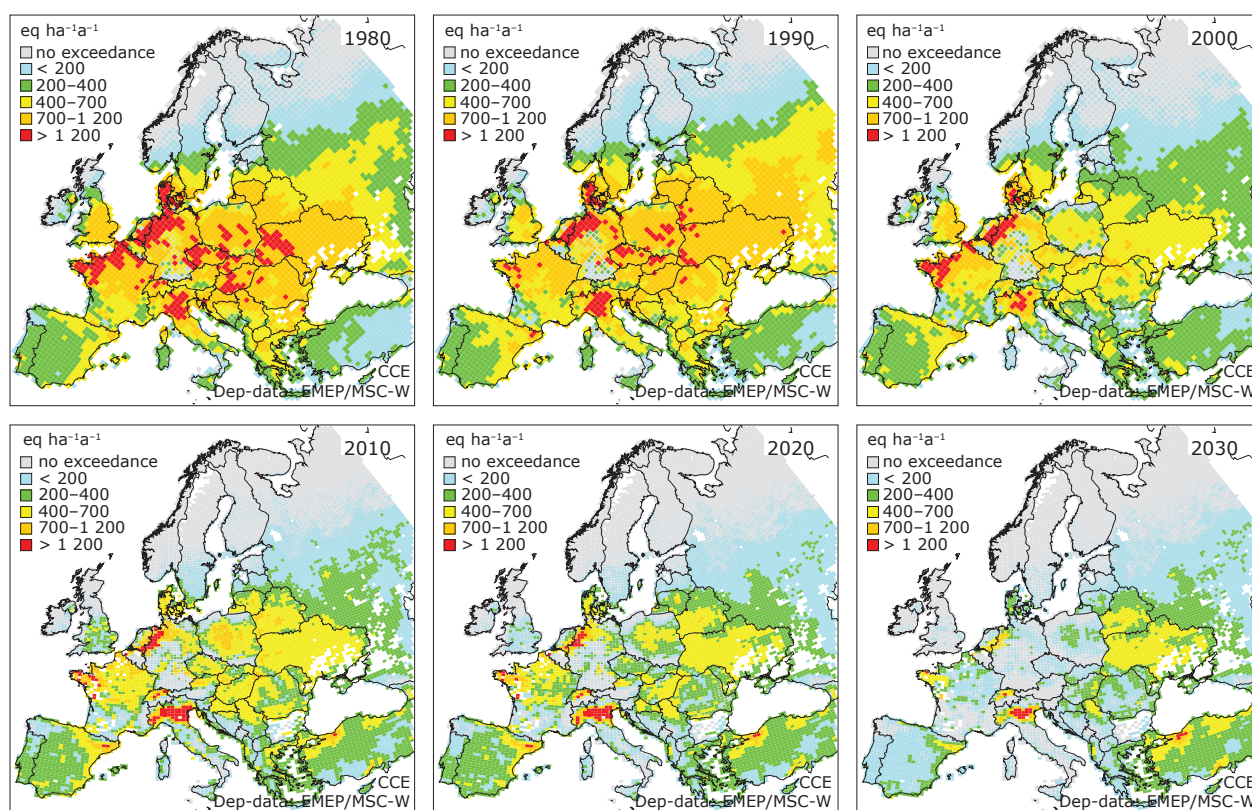 eq ha⁻¹a⁻¹
1980
no exceedance
< 200
200–400
400–700
700–1 200
> 1 200
CCE
Dep-data: EMEP/MSC-W
eq ha⁻¹a⁻¹
1990
no exceedance
< 200
200–400
400–700
700–1 200
> 1 200
CCE
Dep-data: EMEP/MSC-W
eq ha⁻¹a⁻¹
2000
no exceedance
< 200
200–400
400–700
700–1 200
> 1 200
CCE
Dep-data: EMEP/MSC-W
eq ha⁻¹a⁻¹
2010
no exceedance
< 200
200–400
400–700
700–1 200
> 1 200
CCE
Dep-data: EMEP/MSC-W
eq ha⁻¹a⁻¹
2020
no exceedance
< 200
200–400
400–700
700–1 200
> 1 200
CCE
Dep-data: EMEP/MSC-W
eq ha⁻¹a⁻¹
2030
no exceedance
< 200
200–400
400–700
700–1 200
> 1 200
CCE
Dep-data: EMEP/MSC-W